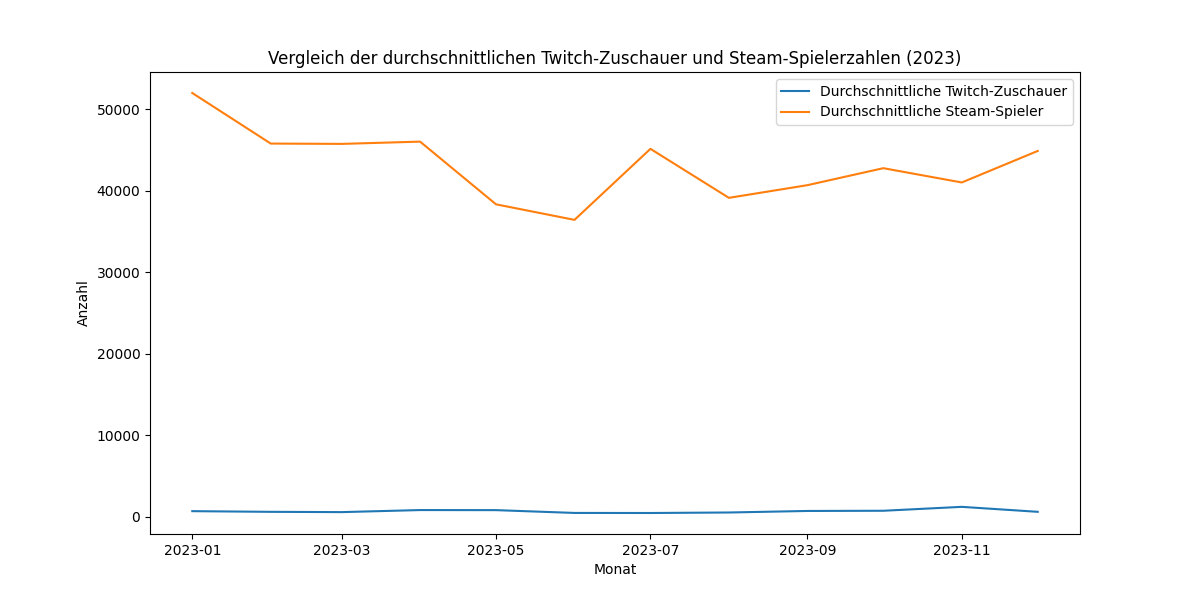 Vergleich der durchschnittlichen Twitch-Zuschauer und Steam-Spielerzahlen (2023)
Durchschnittliche Twitch-Zuschauer
Durchschnittliche Steam-Spieler
50000
40000
30000
20000
10000
0
Anzahl
2023-01 2023-03 2023-05 2023-07 2023-09 2023-11
Monat